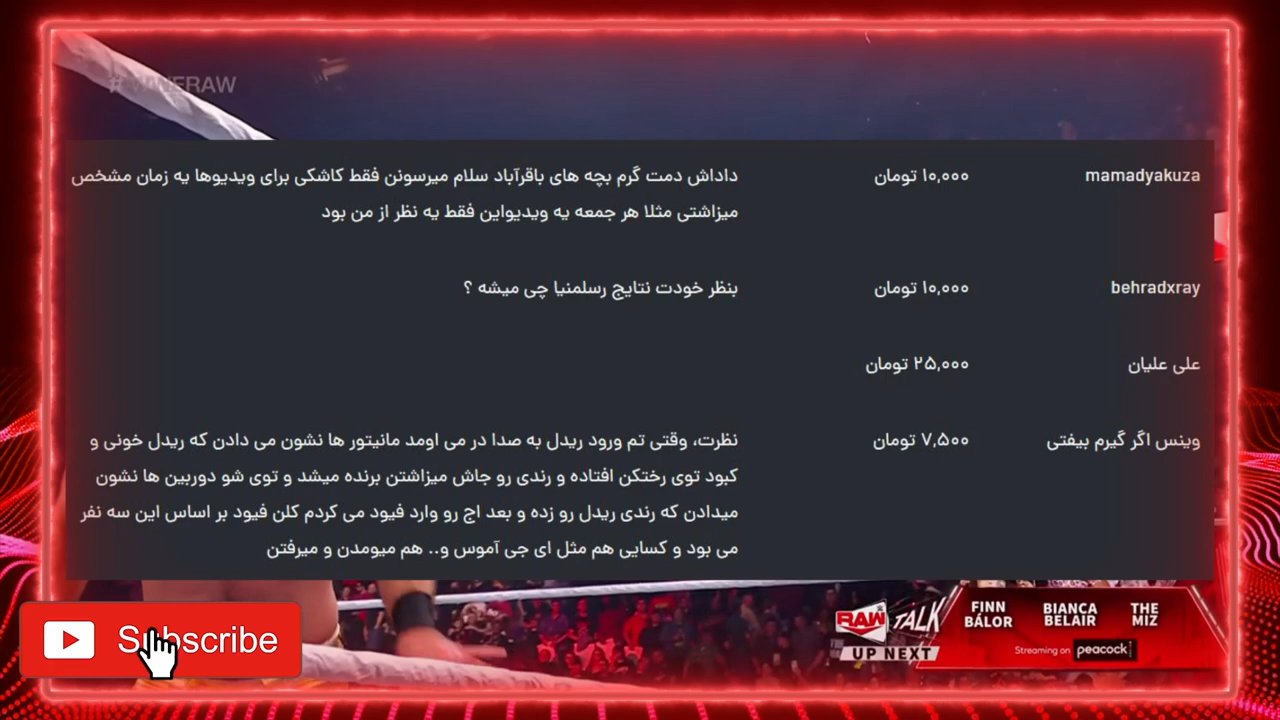 #WWERAW
mamadyakuza
۱۰,۰۰۰ تومان
داداش دمت گرم بچه های باقرآباد سلام میرسونن فقط کاشکی برای ویدیوها یه زمان مشخص
میزاشتی مثلا هر جمعه یه ویدیواین فقط یه نظر از من بود
behradxray
۱۰,۰۰۰ تومان
بنظر خودت نتایج رسلمنیا چی میشه ؟
علی علیان
۲۵,۰۰۰ تومان
وینس اگر گیرم بیفتی
۷,۵۰۰ تومان
نظرت، وقتی تم ورود ریدل به صدا در می اومد مانیتور ها نشون می دادن که ریدل خونی و
کبود توی رختکن افتاده و رندی رو جاش میزاشتن برنده میشد و توی شو دوربین ها نشون
میدادن که رندی ریدل رو زده و بعد اج رو وارد فیود می کردم کلن فیود بر اساس این سه نفر
می بود و کسایی هم مثل ای جی آموس و.. هم میومدن و میرفتن
Subscribe
RAW TALK
UP NEXT
FINN BÁLOR
BIANCA BELAIR
THE MIZ
Streaming on peacock